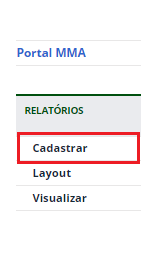 Portal MMA
RELATÓRIOS
Cadastrar
Layout
Visualizar